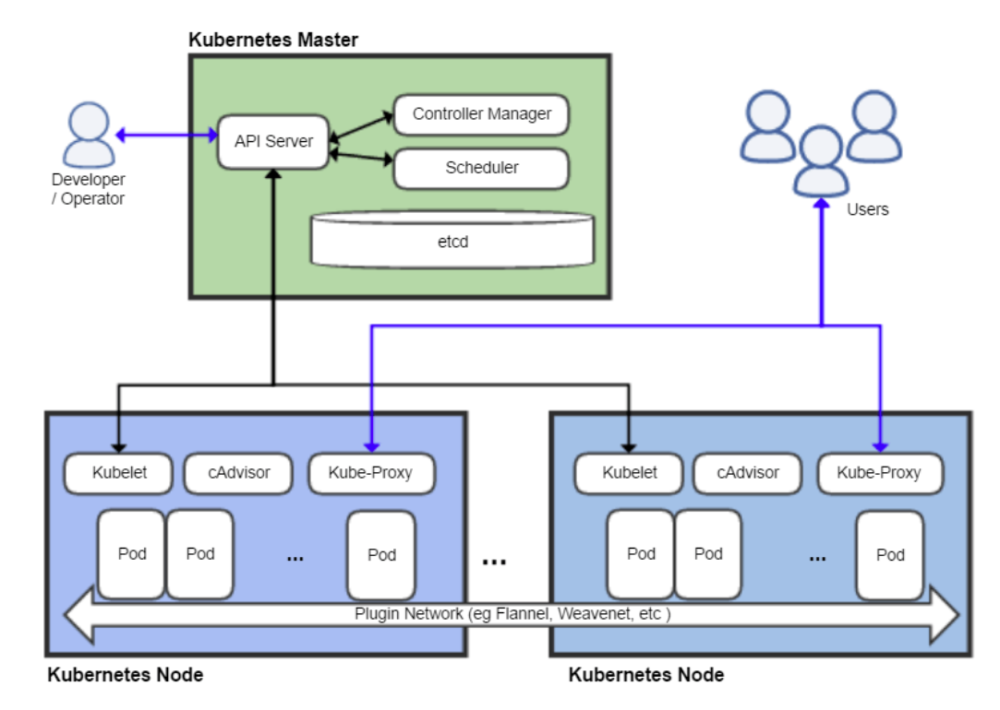 Kubernetes Master
Controller Manager
API Server
Scheduler
Developer
/ Operator
Users
etcd
Kubelet
cAdvisor
Kube-Proxy
Kubelet
cAdvisor
Kube-Proxy
Pod
Pod
...
Pod
...
Pod
Pod
...
Pod
Plugin Network (eg Flannel, Weavenet, etc )
Kubernetes Node
Kubernetes Node